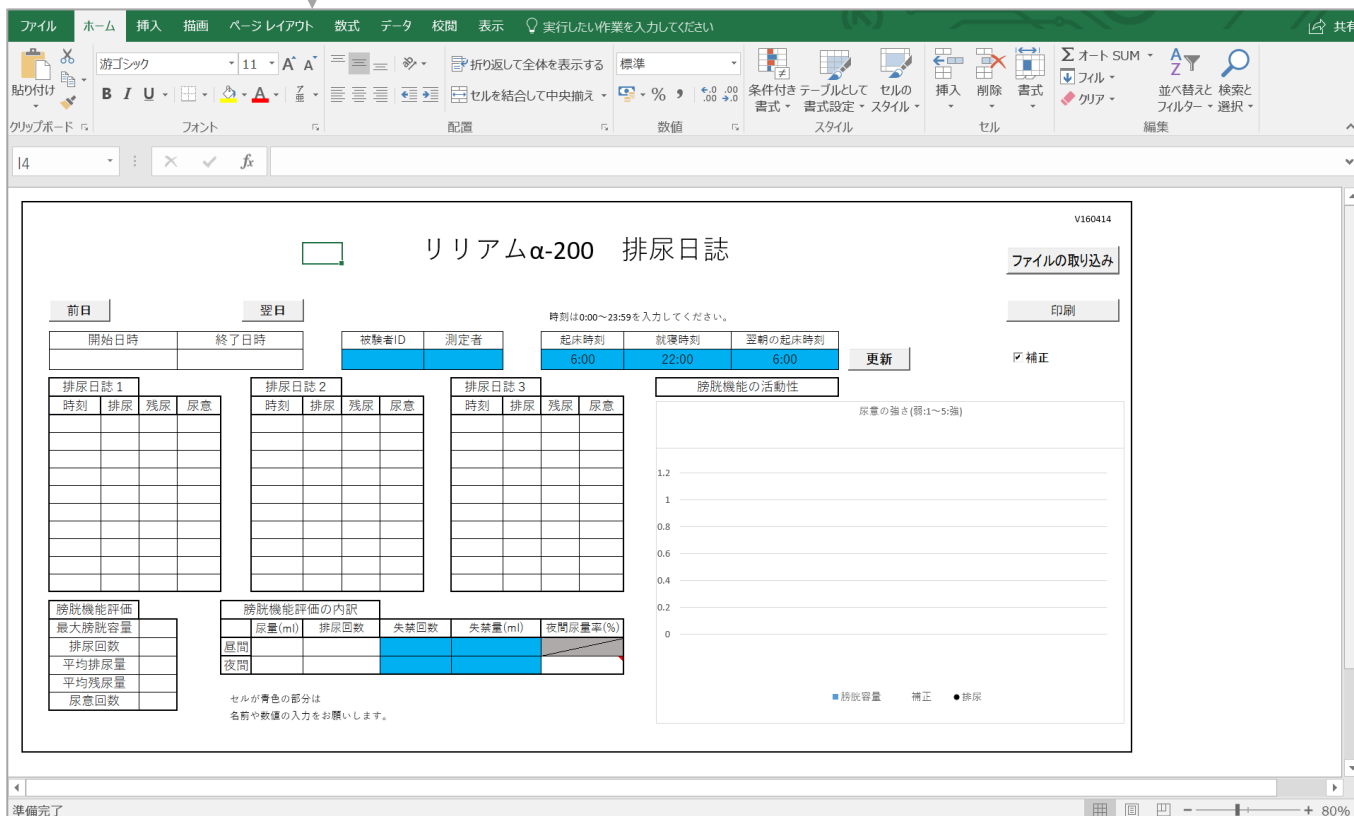 ファイル ホーム 挿入 描画 ページ レイアウト 数式 データ 校閲 表示 実行したい作業を入力してください 共有
貼り付け 游ゴシック 11 A A 折り返して全体を表示する 標準 条件付き テーブルとして セルの 挿入 削除 書式 Σ オート SUM 並べ替えと 検索と
B I U A セルを結合して中央揃え % 書式 書式設定 スタイル フィル フィルター 選択
クリア
クリップボード フォント 配置 数値 スタイル セル 編集
I4 fx
V160414
リリアムα-200 排尿日誌
ファイルの取り込み
前日 翌日 時刻は0:00～23:59を入力してください。 印刷
開始日時 終了日時 被験者ID 測定者 起床時刻 就寝時刻 翌朝の起床時刻
6:00 22:00 6:00 更新 補正
排尿日誌1 排尿日誌2 排尿日誌3 膀胱機能の活動性
時刻 排尿 残尿 尿意 時刻 排尿 残尿 尿意 時刻 排尿 残尿 尿意
尿意の強さ(弱:1～5:強)
1.2
1
0.8
0.6
0.4
0.2
0
膀胱容量 補正 排尿
膀胱機能評価 膀胱機能評価の内訳
最大膀胱容量 尿量(ml) 排尿回数 失禁回数 失禁量(ml) 夜間尿量率(%)
排尿回数 昼間
平均排尿量 夜間
平均残尿量
尿意回数
セルが青色の部分は
名前や数値の入力をお願いします。
準備完了 80%